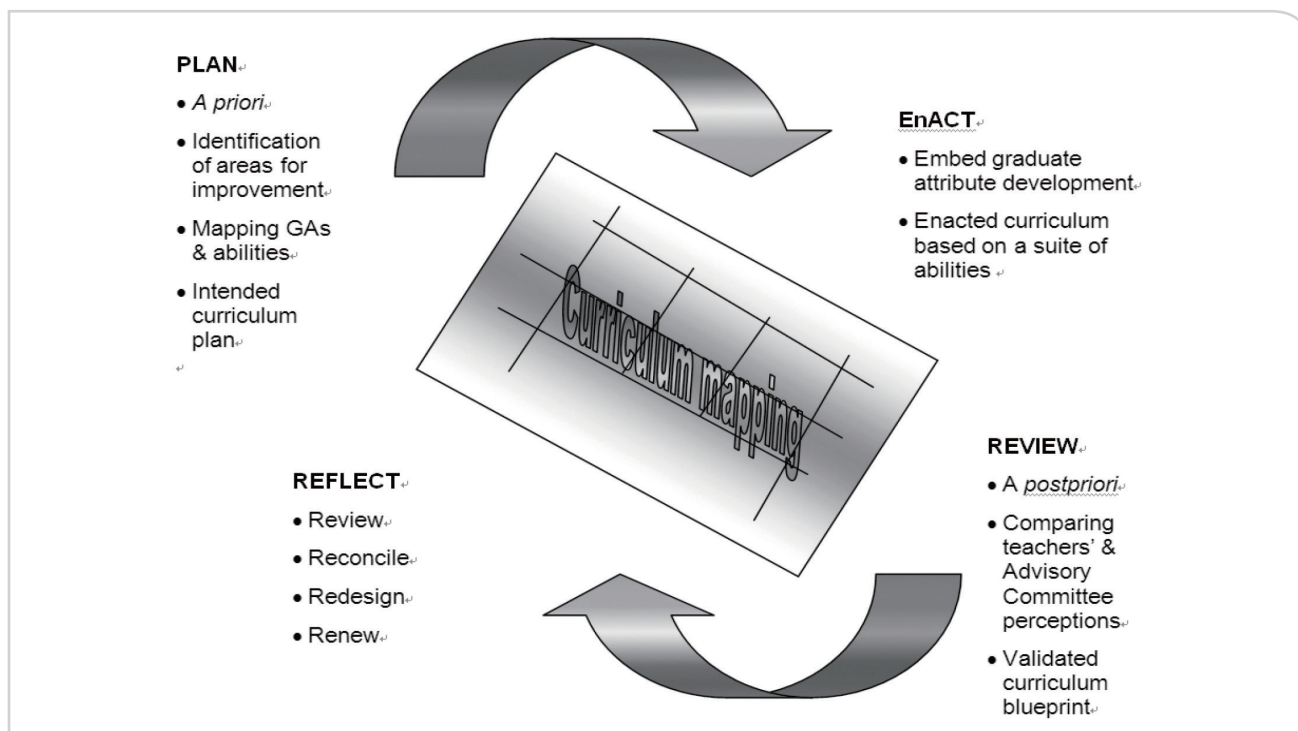 PLAN
• A priori
• Identification
of areas for
improvement
• Mapping GAs
& abilities
• Intended
curriculum
plan
EnACT
• Embed graduate
attribute development
• Enacted curriculum
based on a suite of
abilities
Curriculum mapping
REVIEW
• A postpriori
• Comparing
teachers’ &
Advisory
Committee
perceptions
• Validated
curriculum
blueprint
REFLECT
• Review
• Reconcile
• Redesign
• Renew